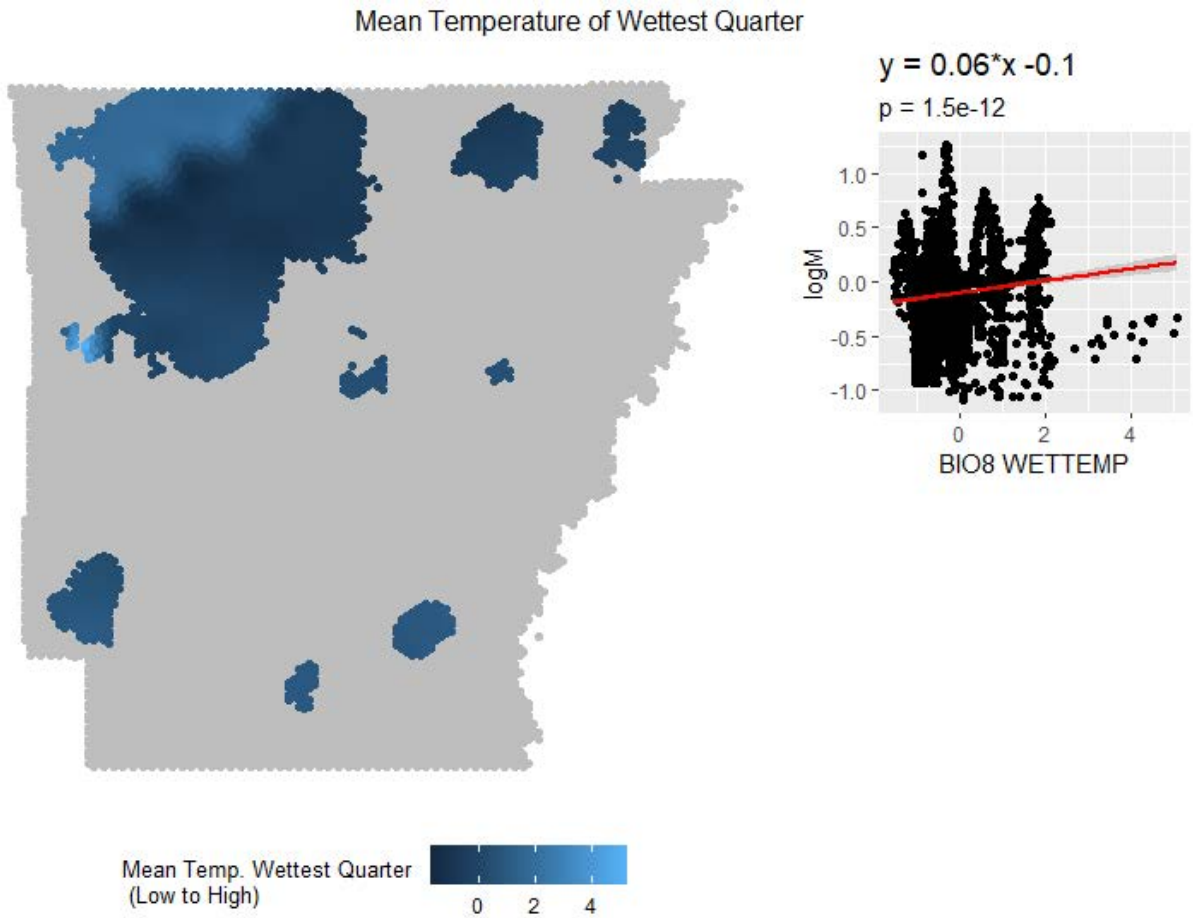 Mean Temperature of Wettest Quarter
y = 0.06*x -0.1
p = 1.5e-12
1.0
0.5
0.0
-0.5
-1.0
logM
0 2 4
BIO8 WETTEMP
Mean Temp. Wettest Quarter
(Low to High)
0 2 4